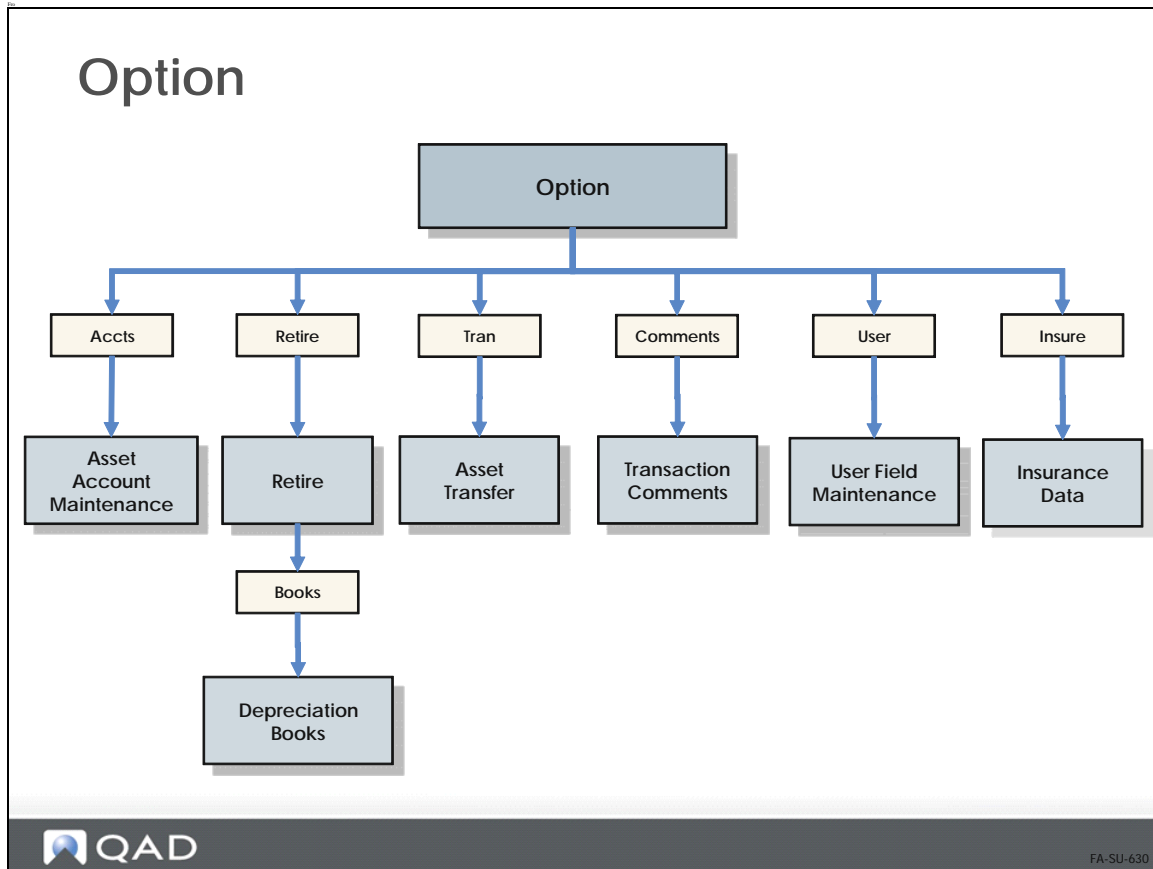 Option
Option
Accts
Retire
Tran
Comments
User
Insure
Asset
Account
Maintenance
Retire
Asset
Transfer
Transaction
Comments
User Field
Maintenance
Insurance
Data
Books
Depreciation
Books
QAD
FA-SU-630